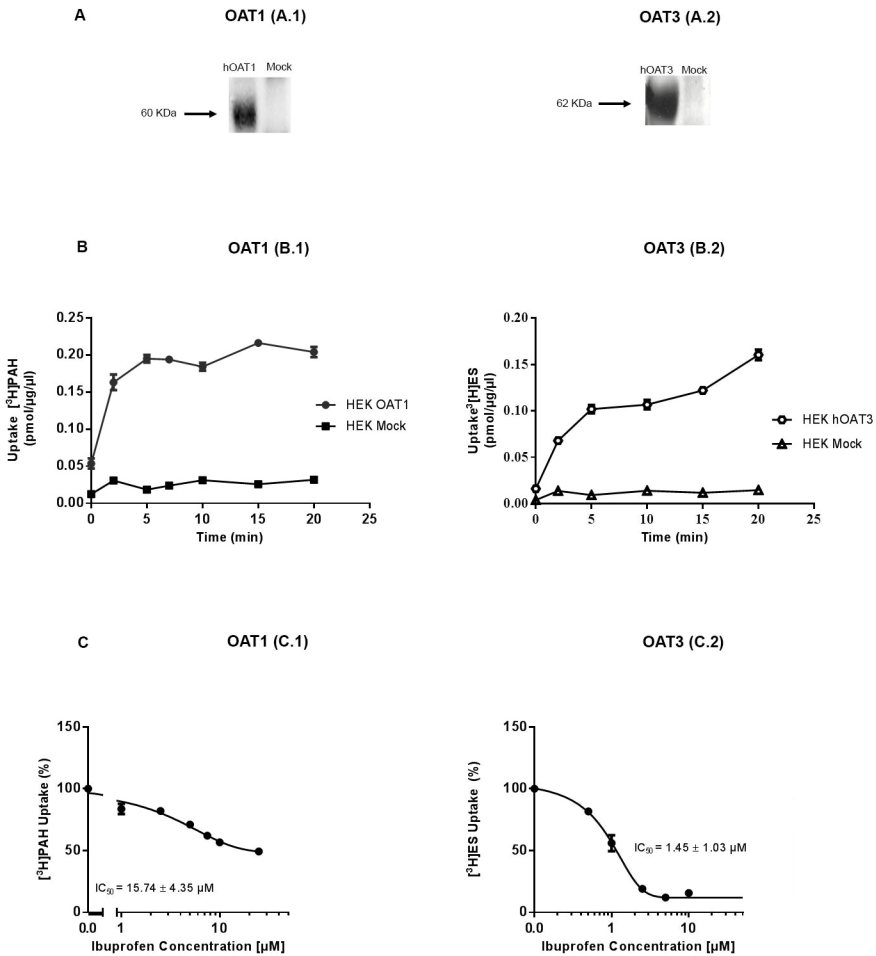 A
OAT1 (A.1)
OAT3 (A.2)
hOAT1 Mock
60 KDa
hOAT3 Mock
62 KDa
B
OAT1 (B.1)
OAT3 (B.2)
Uptake [³H]PAH
(pmol/µg/µl)
0.25
0.20
0.15
0.10
0.05
0.00
0 5 10 15 20 25
Time (min)
HEK OAT1
HEK Mock
Uptake³[H]ES
(pmol/µg/µl)
0.20
0.15
0.10
0.05
0.00
0 5 10 15 20 25
Time (min)
HEK hOAT3
HEK Mock
C
OAT1 (C.1)
OAT3 (C.2)
[³H]PAH Uptake (%)
150
100
50
0
IC₅₀ = 15.74 ± 4.35 µM
0.0 1 10
Ibuprofen Concentration [µM]
[³H]ES Uptake (%)
150
100
50
0
IC₅₀ = 1.45 ± 1.03 µM
0.0 1 10
Ibuprofen Concentration [µM]